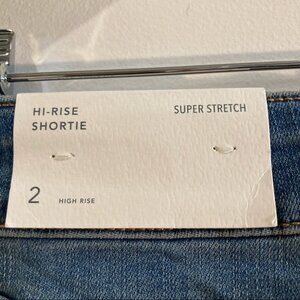 HI-RISE SHORTIE
SUPER STRETCH
2 HIGH RISE